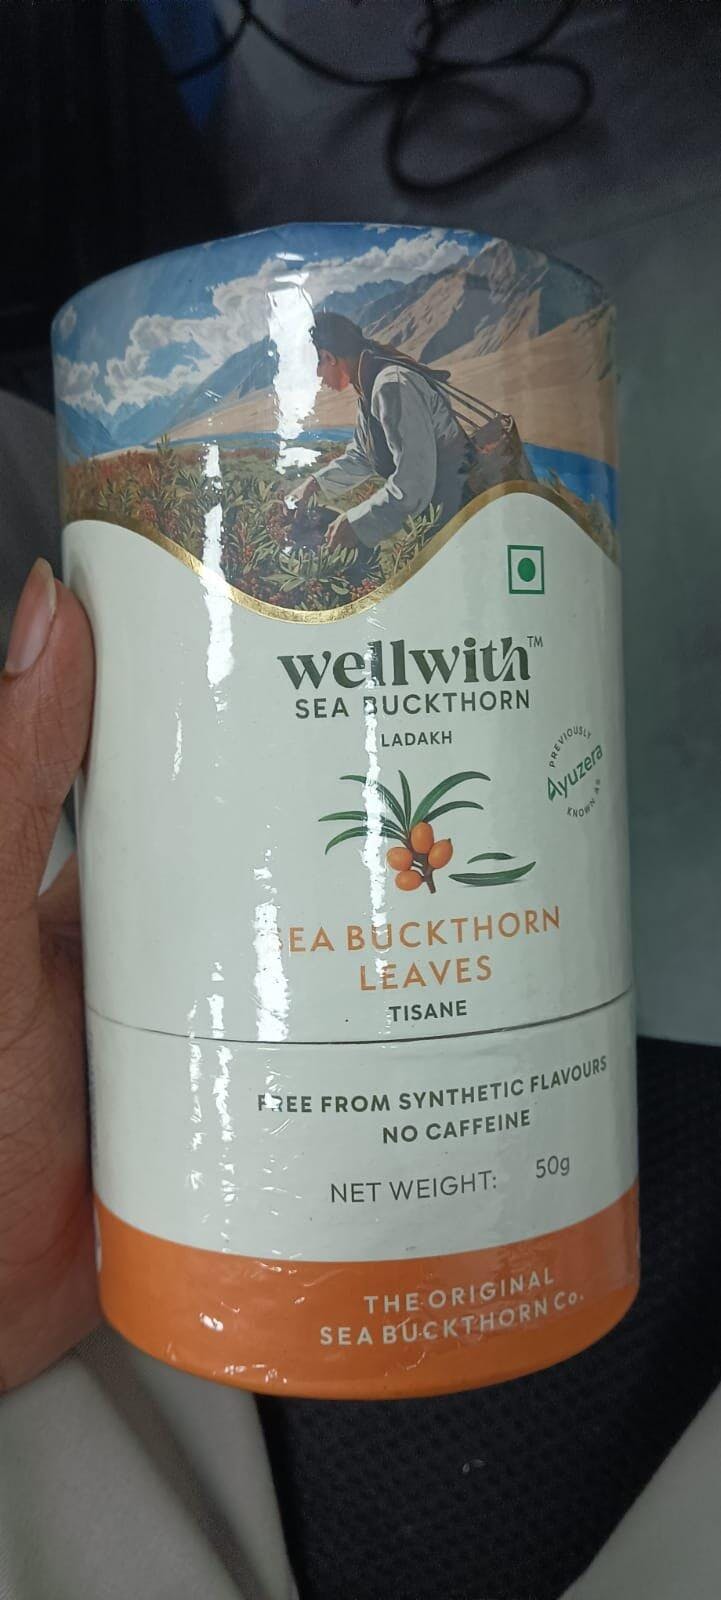 wellwith™
SEA BUCKTHORN
LADAKH
PREVIOUSLY
Ayuzera
KNOWN AS
SEA BUCKTHORN
LEAVES
TISANE
FREE FROM SYNTHETIC FLAVOURS
NO CAFFEINE
NET WEIGHT: 50g
THE ORIGINAL
SEA BUCKTHORN Co.